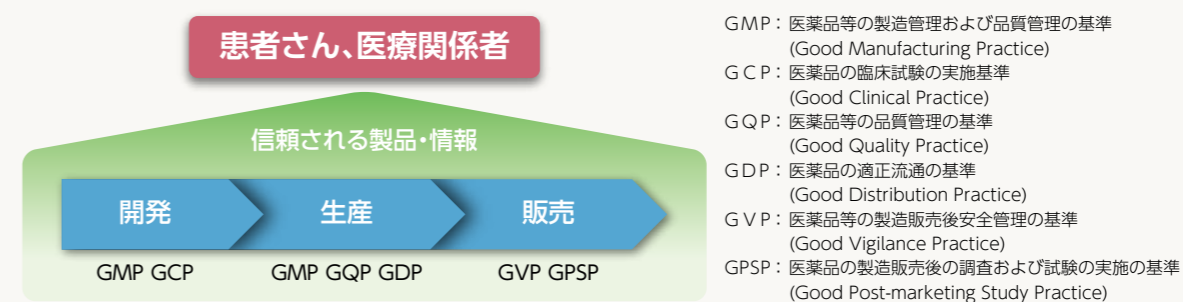 患者さん、医療関係者
信頼される製品・情報
開発
生産
販売
GMP GCP
GMP GQP GDP
GVP GPSP
GMP：医薬品等の製造管理および品質管理の基準
(Good Manufacturing Practice)
GCP：医薬品の臨床試験の実施基準
(Good Clinical Practice)
GQP：医薬品等の品質管理の基準
(Good Quality Practice)
GDP：医薬品の適正流通の基準
(Good Distribution Practice)
GVP：医薬品等の製造販売後安全管理の基準
(Good Vigilance Practice)
GPSP：医薬品の製造販売後の調査および試験の実施の基準
(Good Post-marketing Study Practice)